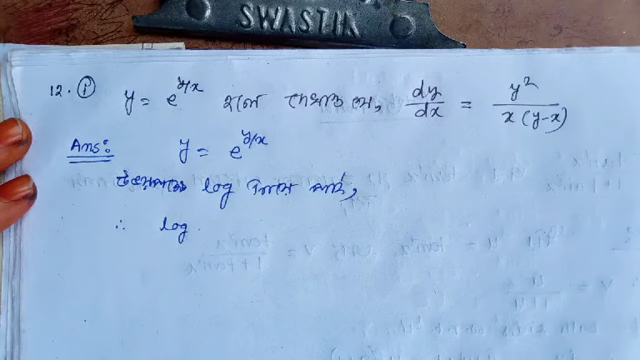 SWASTIK
12. (i) y = e^{y/x} হলে দেখাও যে, dy/dx = y²/x(y-x)
Ans: y = e^{y/x}
উভয়পক্ষে log নিয়ে পাই,
∴ log